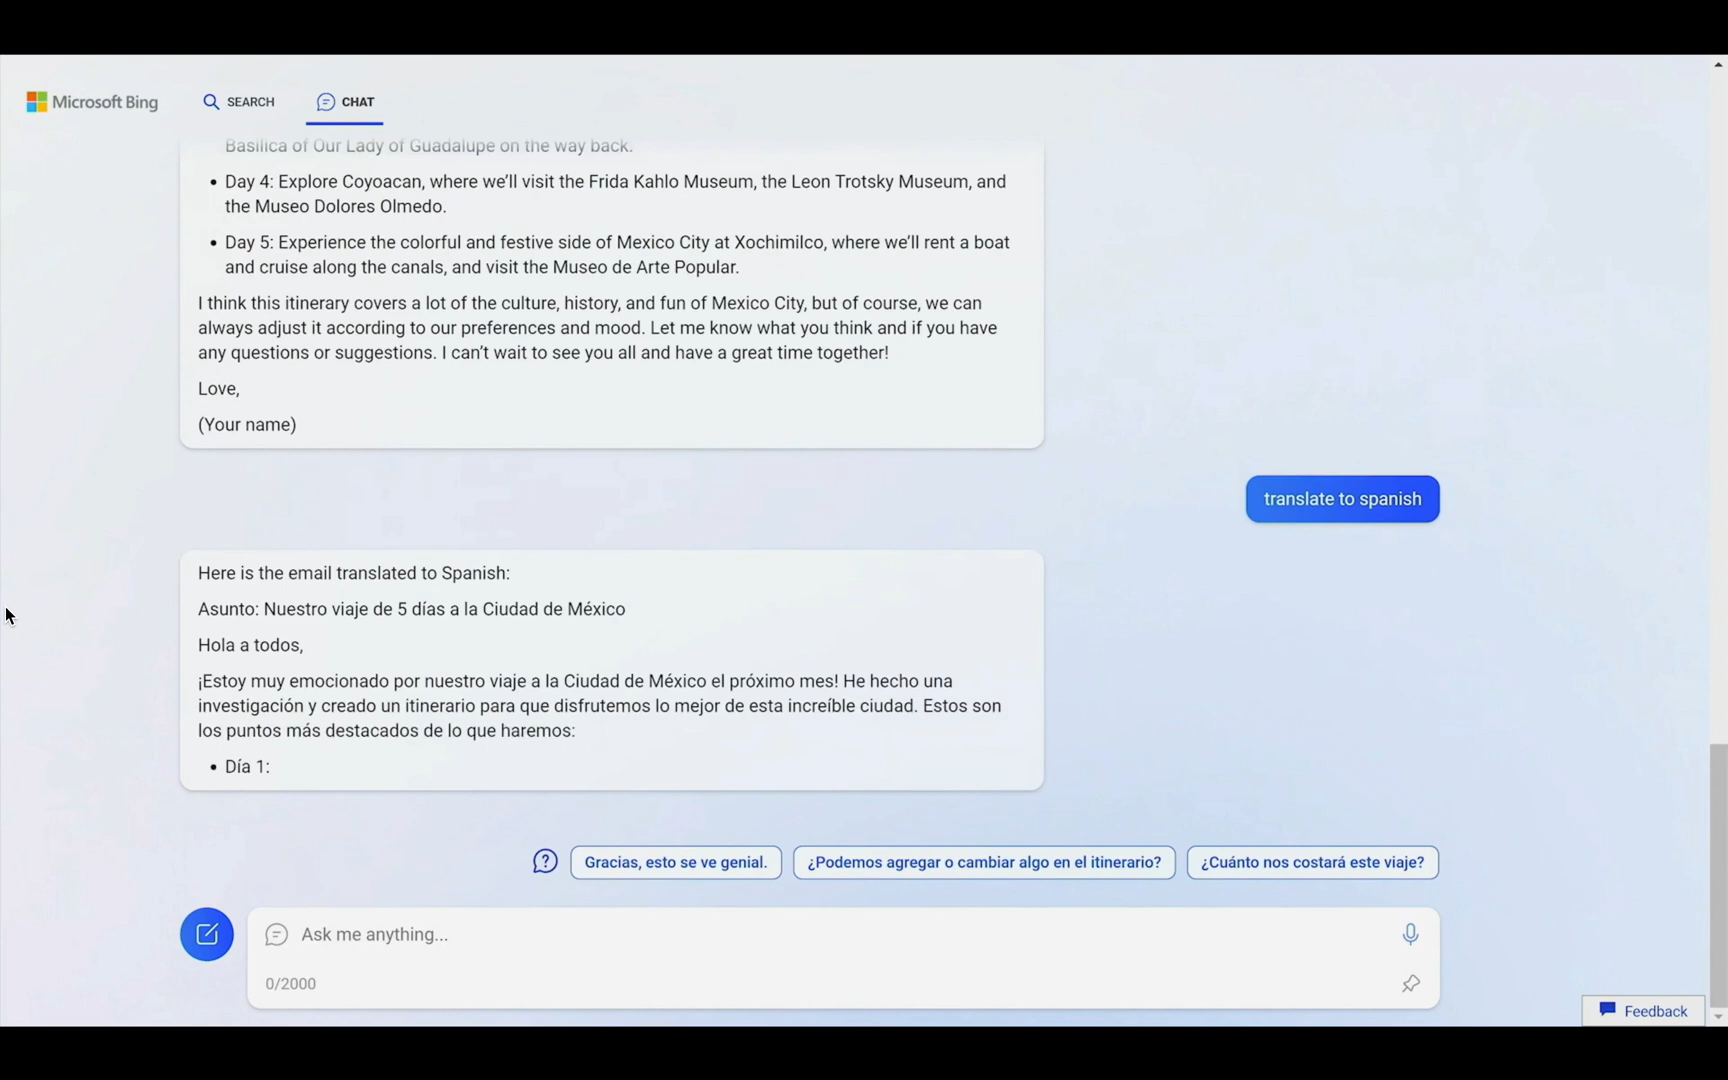 Microsoft Bing
SEARCH
CHAT
Basilica of Our Lady of Guadalupe on the way back.
• Day 4: Explore Coyoacan, where we’ll visit the Frida Kahlo Museum, the Leon Trotsky Museum, and
the Museo Dolores Olmedo.
• Day 5: Experience the colorful and festive side of Mexico City at Xochimilco, where we’ll rent a boat
and cruise along the canals, and visit the Museo de Arte Popular.
I think this itinerary covers a lot of the culture, history, and fun of Mexico City, but of course, we can
always adjust it according to our preferences and mood. Let me know what you think and if you have
any questions or suggestions. I can’t wait to see you all and have a great time together!
Love,
(Your name)
translate to spanish
Here is the email translated to Spanish:
Asunto: Nuestro viaje de 5 días a la Ciudad de México
Hola a todos,
¡Estoy muy emocionado por nuestro viaje a la Ciudad de México el próximo mes! He hecho una
investigación y creado un itinerario para que disfrutemos lo mejor de esta increíble ciudad. Estos son
los puntos más destacados de lo que haremos:
• Día 1:
Gracias, esto se ve genial.
¿Podemos agregar o cambiar algo en el itinerario?
¿Cuánto nos costará este viaje?
Ask me anything...
0/2000
Feedback